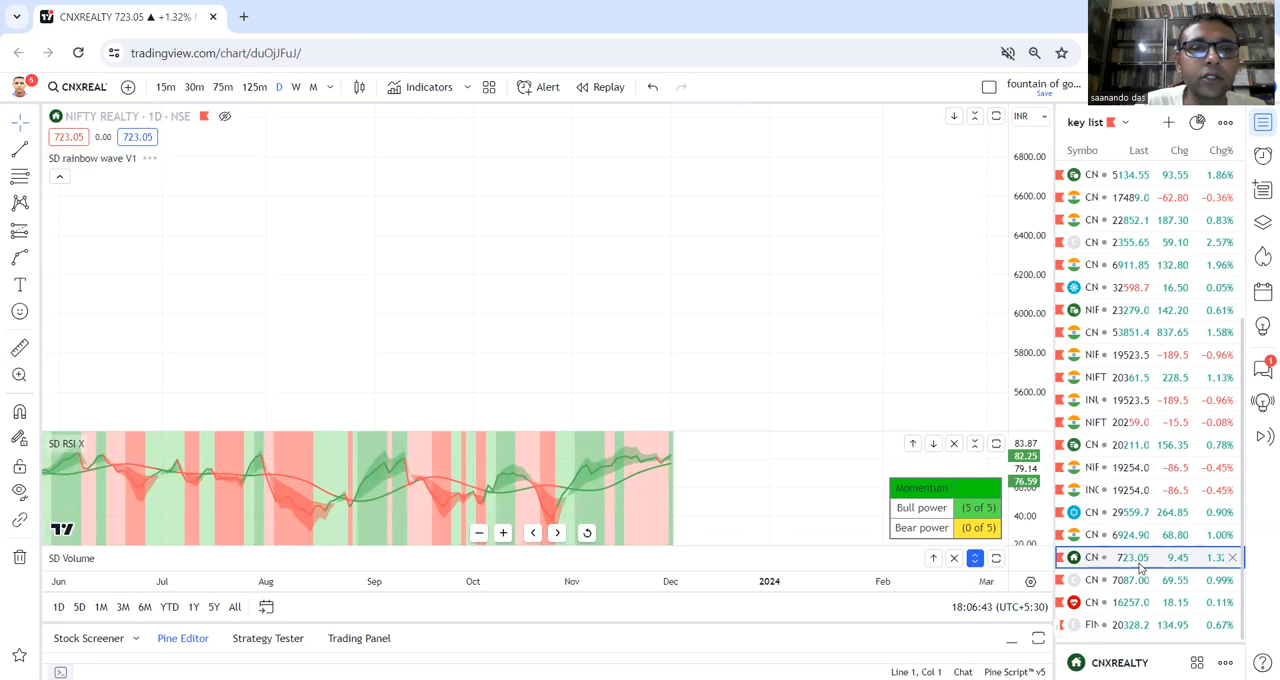 CNXREALTY 723.05 ▲ +1.32% f
tradingview.com/chart/duOjJFuJ/
saanando das
5
CNXREAL
15m 30m 75m 125m D W M
Indicators
Alert
Replay
fountain of go...
Save
NIFTY REALTY · 1D · NSE
723.05 0.00 723.05
SD rainbow wave V1
INR
6800.00
6600.00
6400.00
6200.00
6000.00
5800.00
5600.00
key list
Symbo Last Chg Chg%
CN 5134.55 93.55 1.86%
CN 17489.0 −62.80 −0.36%
CN 22852.1 187.30 0.83%
CN 2355.65 59.10 2.57%
CN 6911.85 132.80 1.96%
CN 32598.7 16.50 0.05%
NIF 23279.0 142.20 0.61%
CN 53851.4 837.65 1.58%
NIF 19523.5 −189.5 −0.96%
NIFT 20361.5 228.5 1.13%
INL 19523.5 −189.5 −0.96%
NIFT 20259.0 −15.5 −0.08%
CN 20211.0 156.35 0.78%
NIF 19254.0 −86.5 −0.45%
INC 19254.0 −86.5 −0.45%
CN 29559.7 264.85 0.90%
CN 6924.90 68.80 1.00%
CN 723.05 9.45 1.3
CN 7087.00 69.55 0.99%
CN 16257.0 18.15 0.11%
FIN 20328.2 134.95 0.67%
1
SD RSI X
83.87
82.25
79.14
76.59
40.00
20.00
Momentum
Bull power (5 of 5)
Bear power (0 of 5)
SD Volume
Jun Jul Aug Sep Oct Nov Dec 2024 Feb Mar
1D 5D 1M 3M 6M YTD 1Y 5Y All
18:06:43 (UTC+5:30)
Stock Screener Pine Editor Strategy Tester Trading Panel
CNXREALTY
Line 1, Col 1 Chat Pine Script™ v5